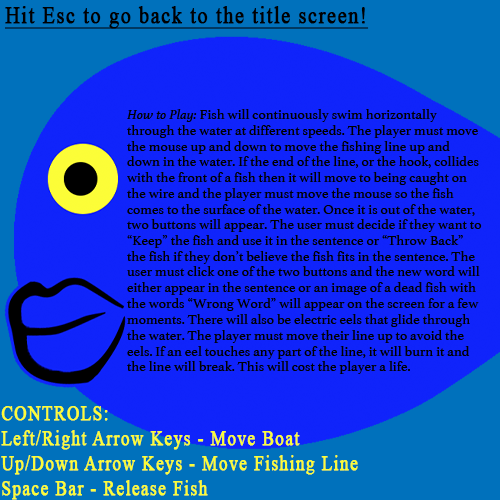 Hit Esc to go back to the title screen!
How to Play: Fish will continuously swim horizontally
through the water at different speeds. The player must move
the mouse up and down to move the fishing line up and
down in the water. If the end of the line, or the hook, collides
with the front of a fish then it will move to being caught on
the wire and the player must move the mouse so the fish
comes to the surface of the water. Once it is out of the water,
two buttons will appear. The user must decide if they want to
“Keep” the fish and use it in the sentence or “Throw Back”
the fish if they don’t believe the fish fits in the sentence. The
user must click one of the two buttons and the new word will
either appear in the sentence or an image of a dead fish with
the words “Wrong Word” will appear on the screen for a few
moments. There will also be electric eels that glide through
the water. The player must move their line up to avoid the
eels. If an eel touches any part of the line, it will burn it and
the line will break. This will cost the player a life.
CONTROLS:
Left/Right Arrow Keys - Move Boat
Up/Down Arrow Keys - Move Fishing Line
Space Bar - Release Fish